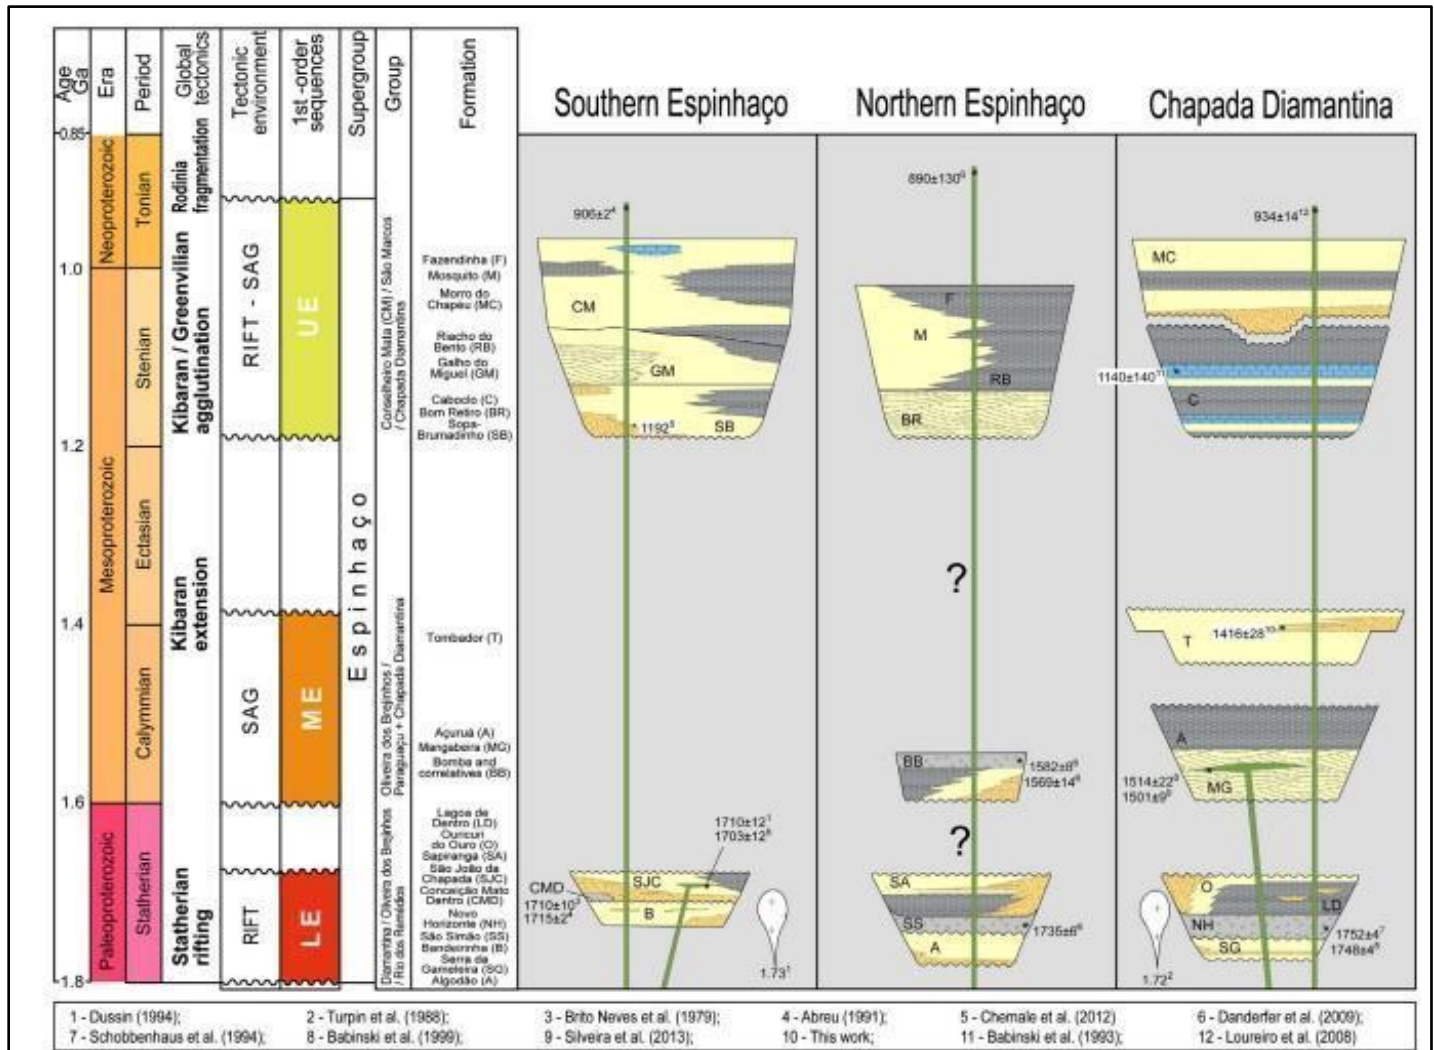 Age
Ga
Era
Period
Global
tectonics
Tectonic
environment
1st -order
sequences
Supergroup
Group
Formation
Southern Espinhaço
Northern Espinhaço
Chapada Diamantina
0.85
1.0
1.2
1.4
1.6
1.8
Neoproterozoic
Mesoproterozoic
Paleoproterozoic
Tonian
Stenian
Ectasian
Calymmian
Statherian
Rodinia
fragmentation
Kibaran / Greenvilian
agglutination
Kibaran
extension
Statherian
rifting
RIFT - SAG
SAG
RIFT
UE
ME
LE
Espinhaço
Conselheiro Mata (CM) / São Marcos
/ Chapada Diamantina
Oliveira dos Brejinhos /
Paraguaçu + Chapada Diamantina
Diamantina / Oliveira dos Brejinhos
/ Rio dos Remédios
Fazendinha (F)
Mosquito (M)
Morro do
Chapéu (MC)
Riacho do
Bento (RB)
Galho do
Miguel (GM)
Caboclo (C)
Bom Retiro (BR)
Sopa-
Brumadinho (SB)
Tombador (T)
Açuruá (A)
Mangabeira (MG)
Bomba and
correlatives (BB)
Lagoa de
Dentro (LD)
Ouricuri
do Ouro (O)
Sapiranga (SA)
São João da
Chapada (SJC)
Conceição Mato
Dentro (CMD)
Novo
Horizonte (NH)
São Simão (SS)
Bandeirinha (B)
Serra da
Gameleira (SG)
Algodão (A)
906±2⁴
CM
GM
1192⁵
SB
1710±12¹
1703±12⁸
SJC
CMD
1710±10³
1715±2⁴
B
1.73¹
890±130⁹
F
M
RB
BR
?
BB
1582±8⁶
1569±14⁶
?
SA
SS
1735±6⁶
A
934±14¹²
MC
1140±140¹¹
C
1416±28¹⁰
T
A
1514±22⁹
1501±9⁹
MG
O
LD
NH
1752±4⁷
SG
1.72²
1 - Dussin (1994); 2 - Turpin et al. (1988); 3 - Brito Neves et al. (1979); 4 - Abreu (1991); 5 - Chemale et al. (2012) 6 - Danderfer et al. (2009);
7 - Schobbenhaus et al. (1994); 8 - Babinski et al. (1999); 9 - Silveira et al. (2013); 10 - This work; 11 - Babinski et al. (1993); 12 - Loureiro et al. (2008)